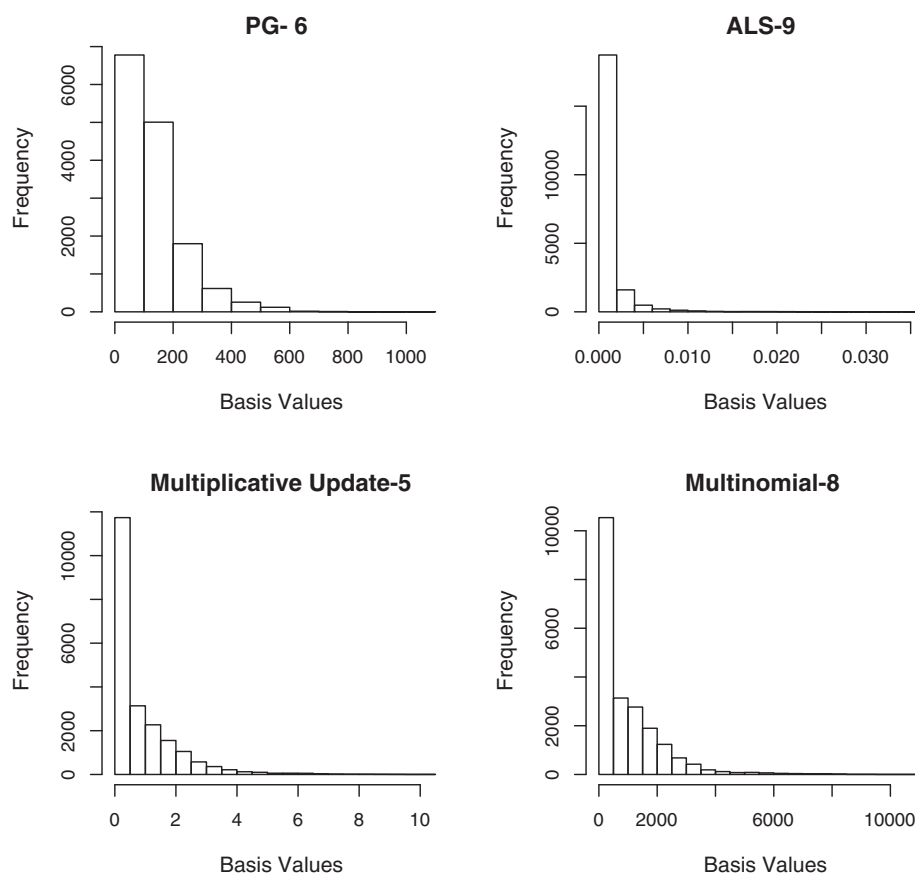 PG- 6
Frequency
0 2000 4000 6000
0 200 400 600 800 1000
Basis Values
ALS-9
Frequency
0 5000 10000
0.000 0.010 0.020 0.030
Basis Values
Multiplicative Update-5
Frequency
0 2000 6000 10000
0 2 4 6 8 10
Basis Values
Multinomial-8
Frequency
0 2000 6000 10000
0 2000 6000 10000
Basis Values